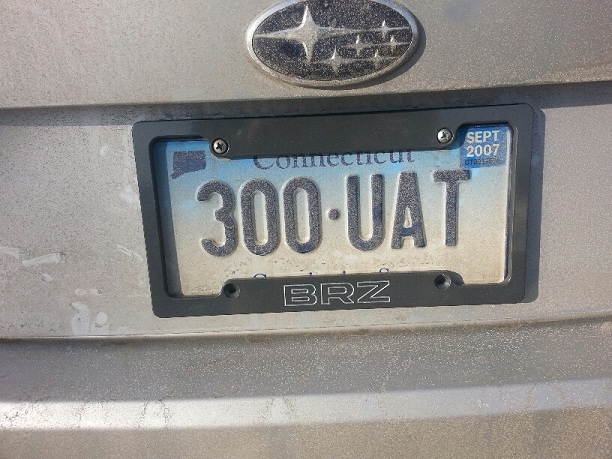 SEPT
2007
Connecticut
300·UAT
BRZ